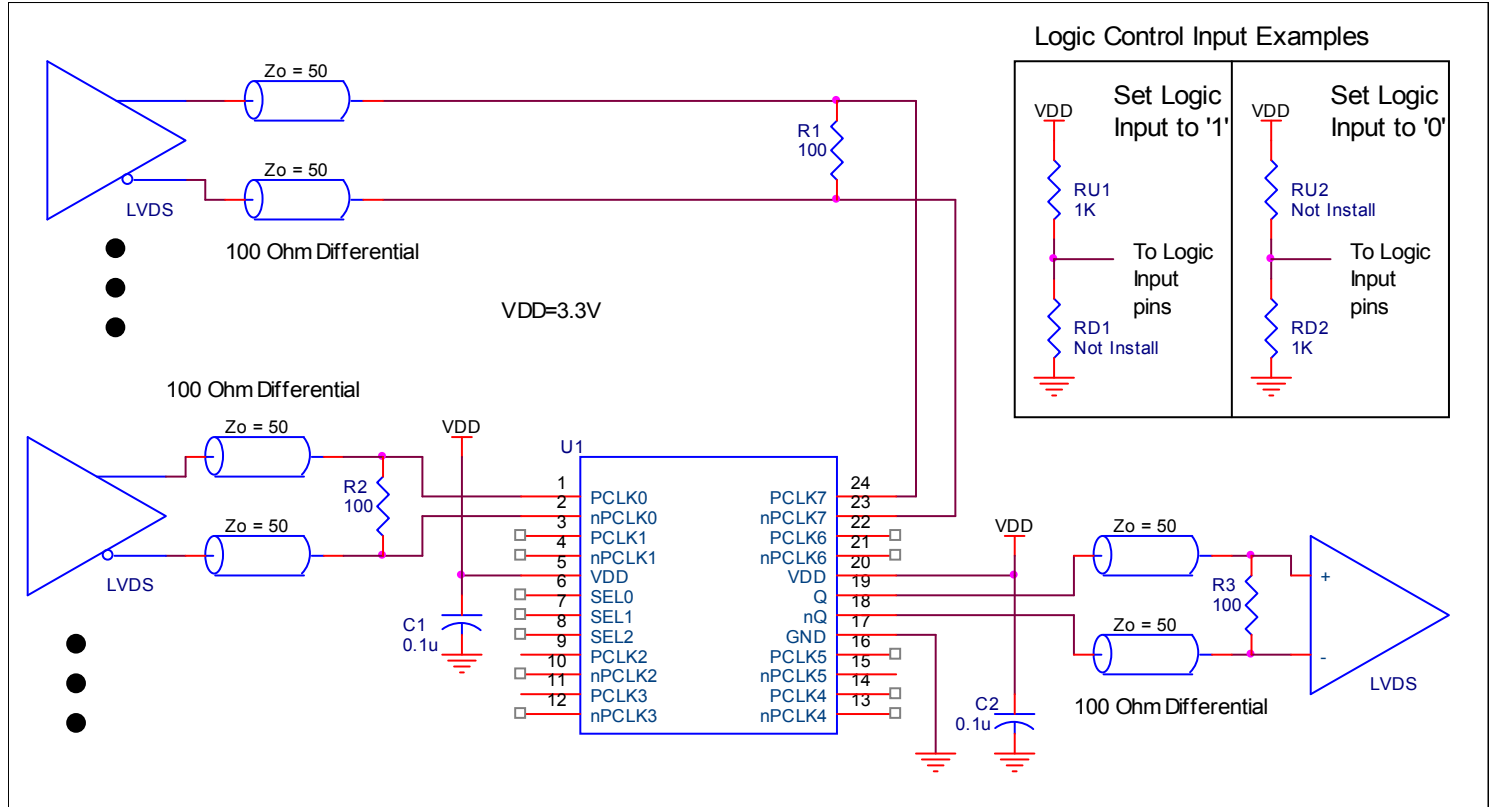 Zo = 50
Zo = 50
LVDS
100 Ohm Differential
R1
100
VDD=3.3V
Logic Control Input Examples
VDD
Set Logic
Input to '1'
RU1
1K
To Logic
Input
pins
RD1
Not Install
VDD
Set Logic
Input to '0'
RU2
Not Install
To Logic
Input
pins
RD2
1K
100 Ohm Differential
Zo = 50
Zo = 50
LVDS
R2
100
VDD
C1
0.1u
U1
1 PCLK0
2 nPCLK0
3 PCLK1
4 nPCLK1
5 VDD
6 SEL0
7 SEL1
8 SEL2
9 PCLK2
10 nPCLK2
11 PCLK3
12 nPCLK3
PCLK7 24
nPCLK7 23
PCLK6 22
nPCLK6 21
VDD 20
Q 19
nQ 18
GND 17
PCLK5 16
nPCLK5 15
PCLK4 14
nPCLK4 13
VDD
C2
0.1u
Zo = 50
Zo = 50
R3
100
+
-
LVDS
100 Ohm Differential